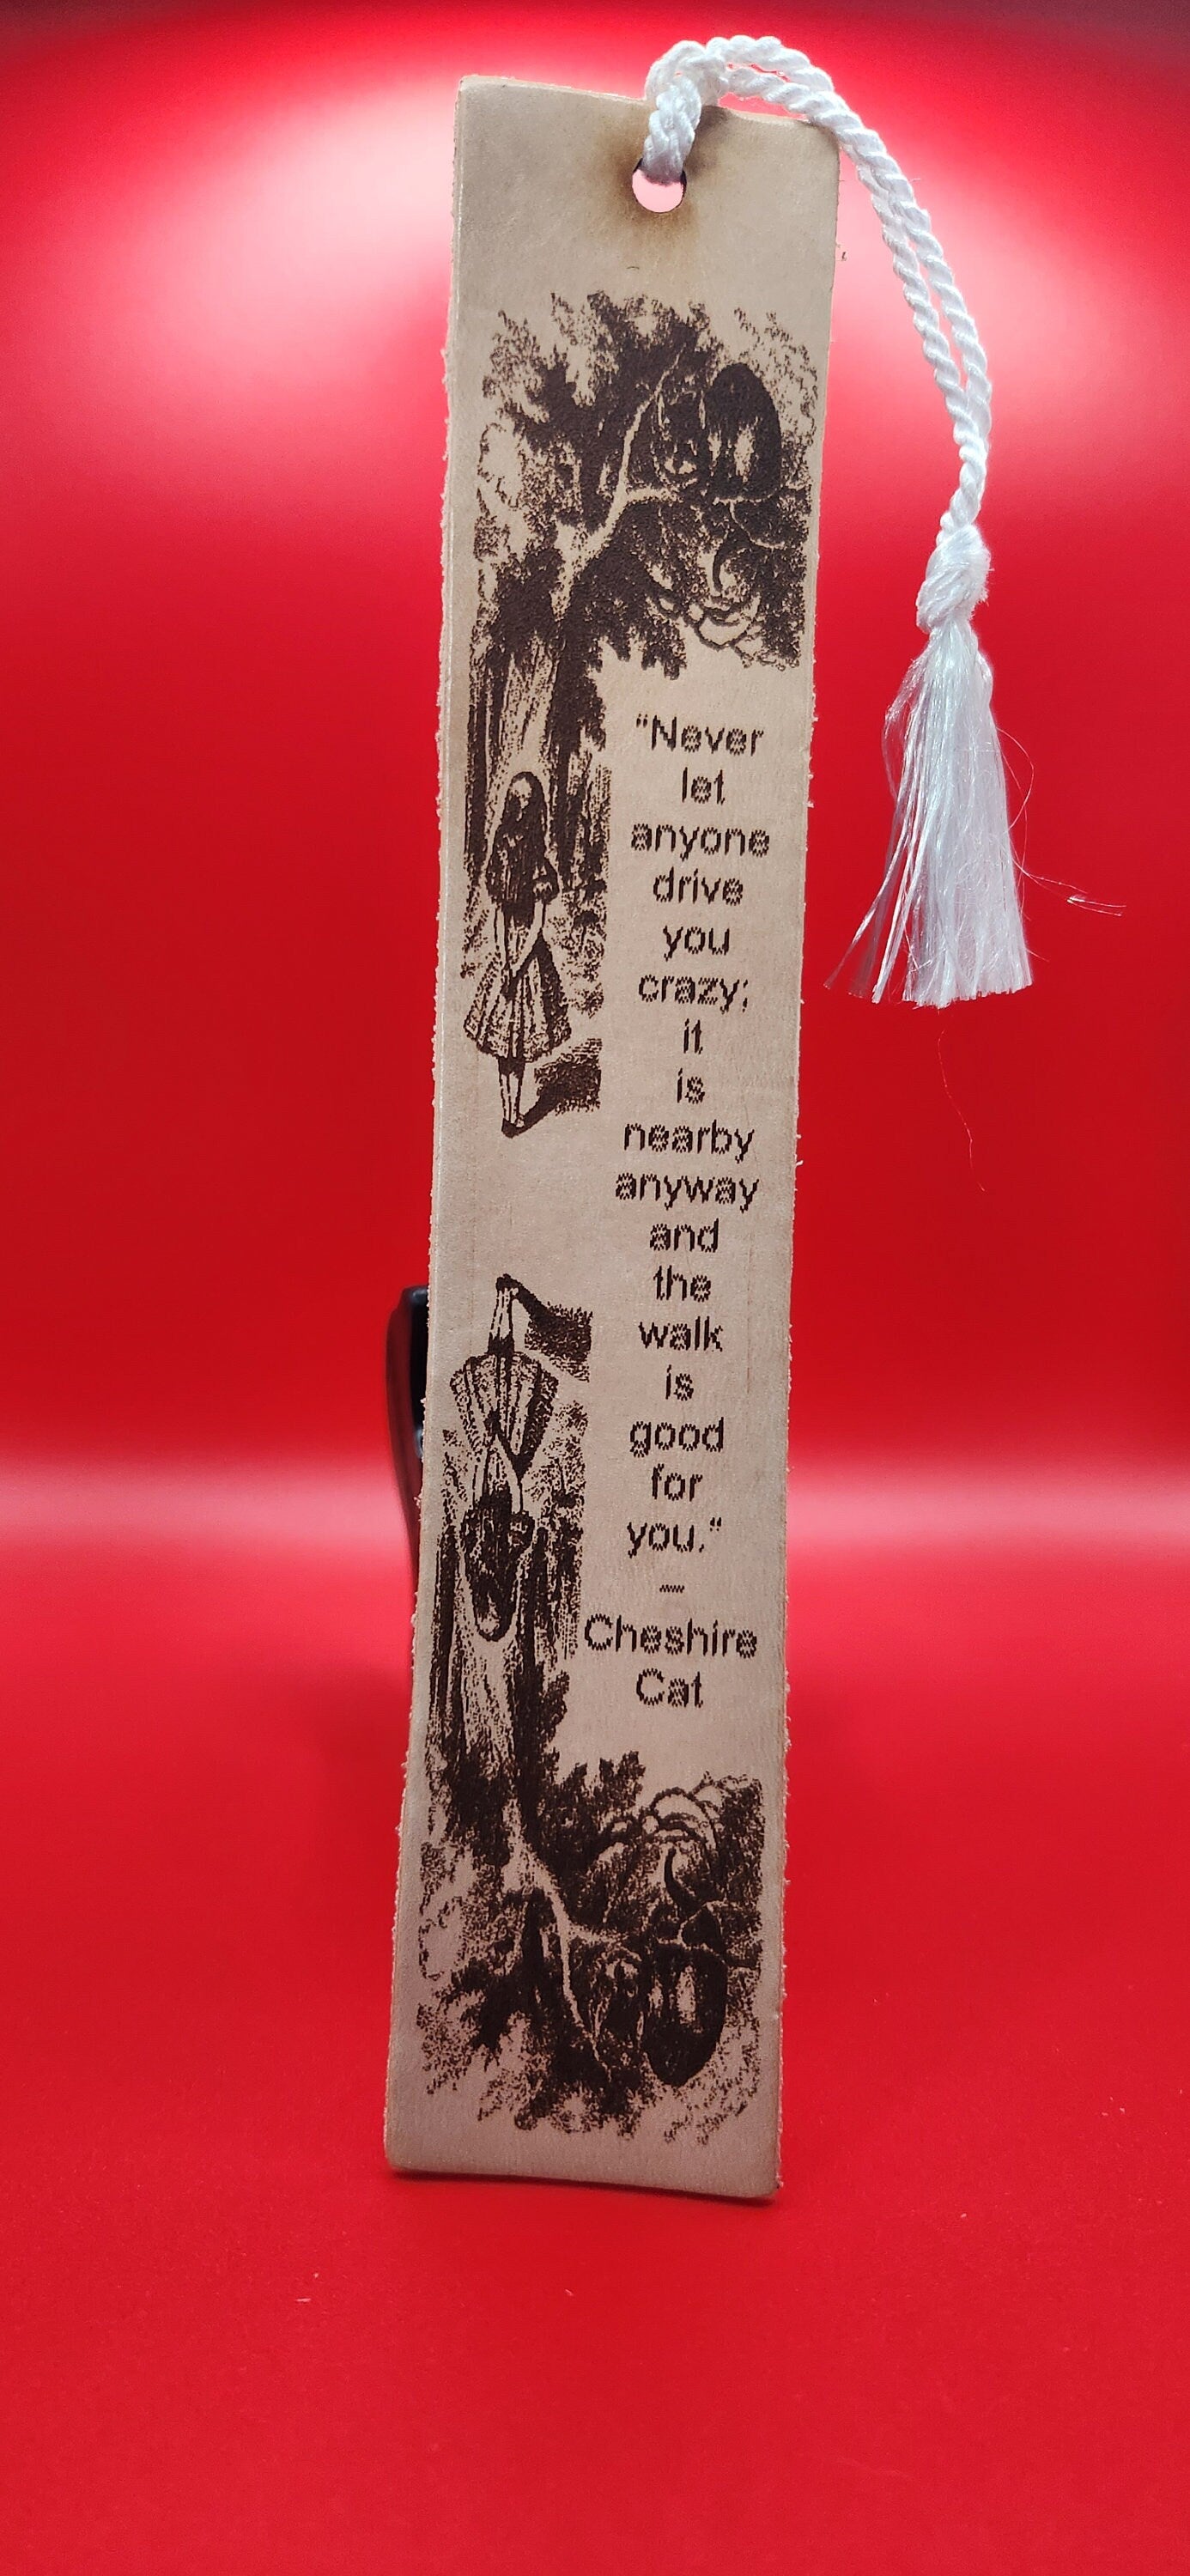 “Never
let
anyone
drive
you
crazy;
it
is
nearby
anyway
and
the
walk
is
good
for
you.“
–
Cheshire
Cat